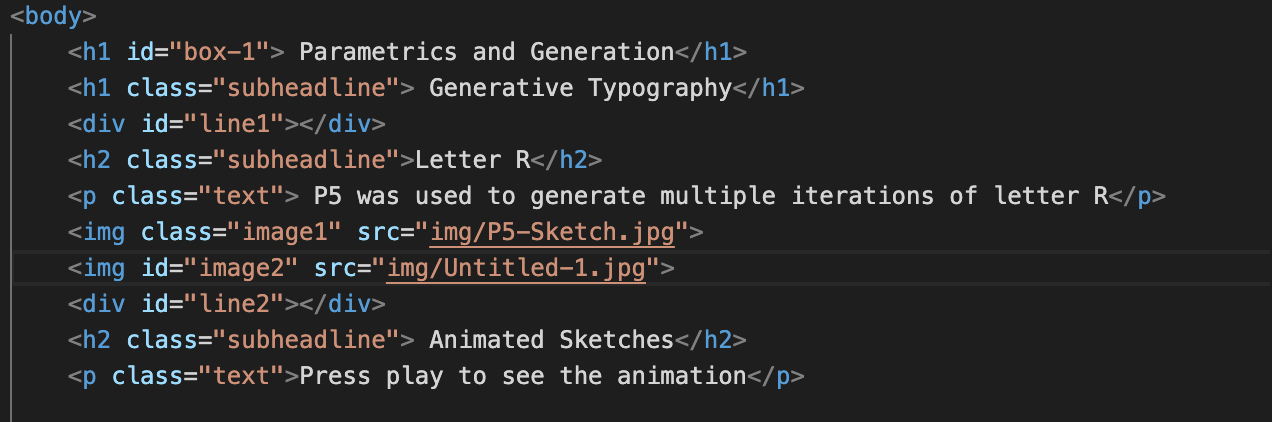 <body>
<h1 id="box-1"> Parametrics and Generation</h1>
<h1 class="subheadline"> Generative Typography</h1>
<div id="line1"></div>
<h2 class="subheadline">Letter R</h2>
<p class="text"> P5 was used to generate multiple iterations of letter R</p>
<img class="image1" src="img/P5-Sketch.jpg">
<img id="image2" src="img/Untitled-1.jpg">
<div id="line2"></div>
<h2 class="subheadline"> Animated Sketches</h2>
<p class="text">Press play to see the animation</p>